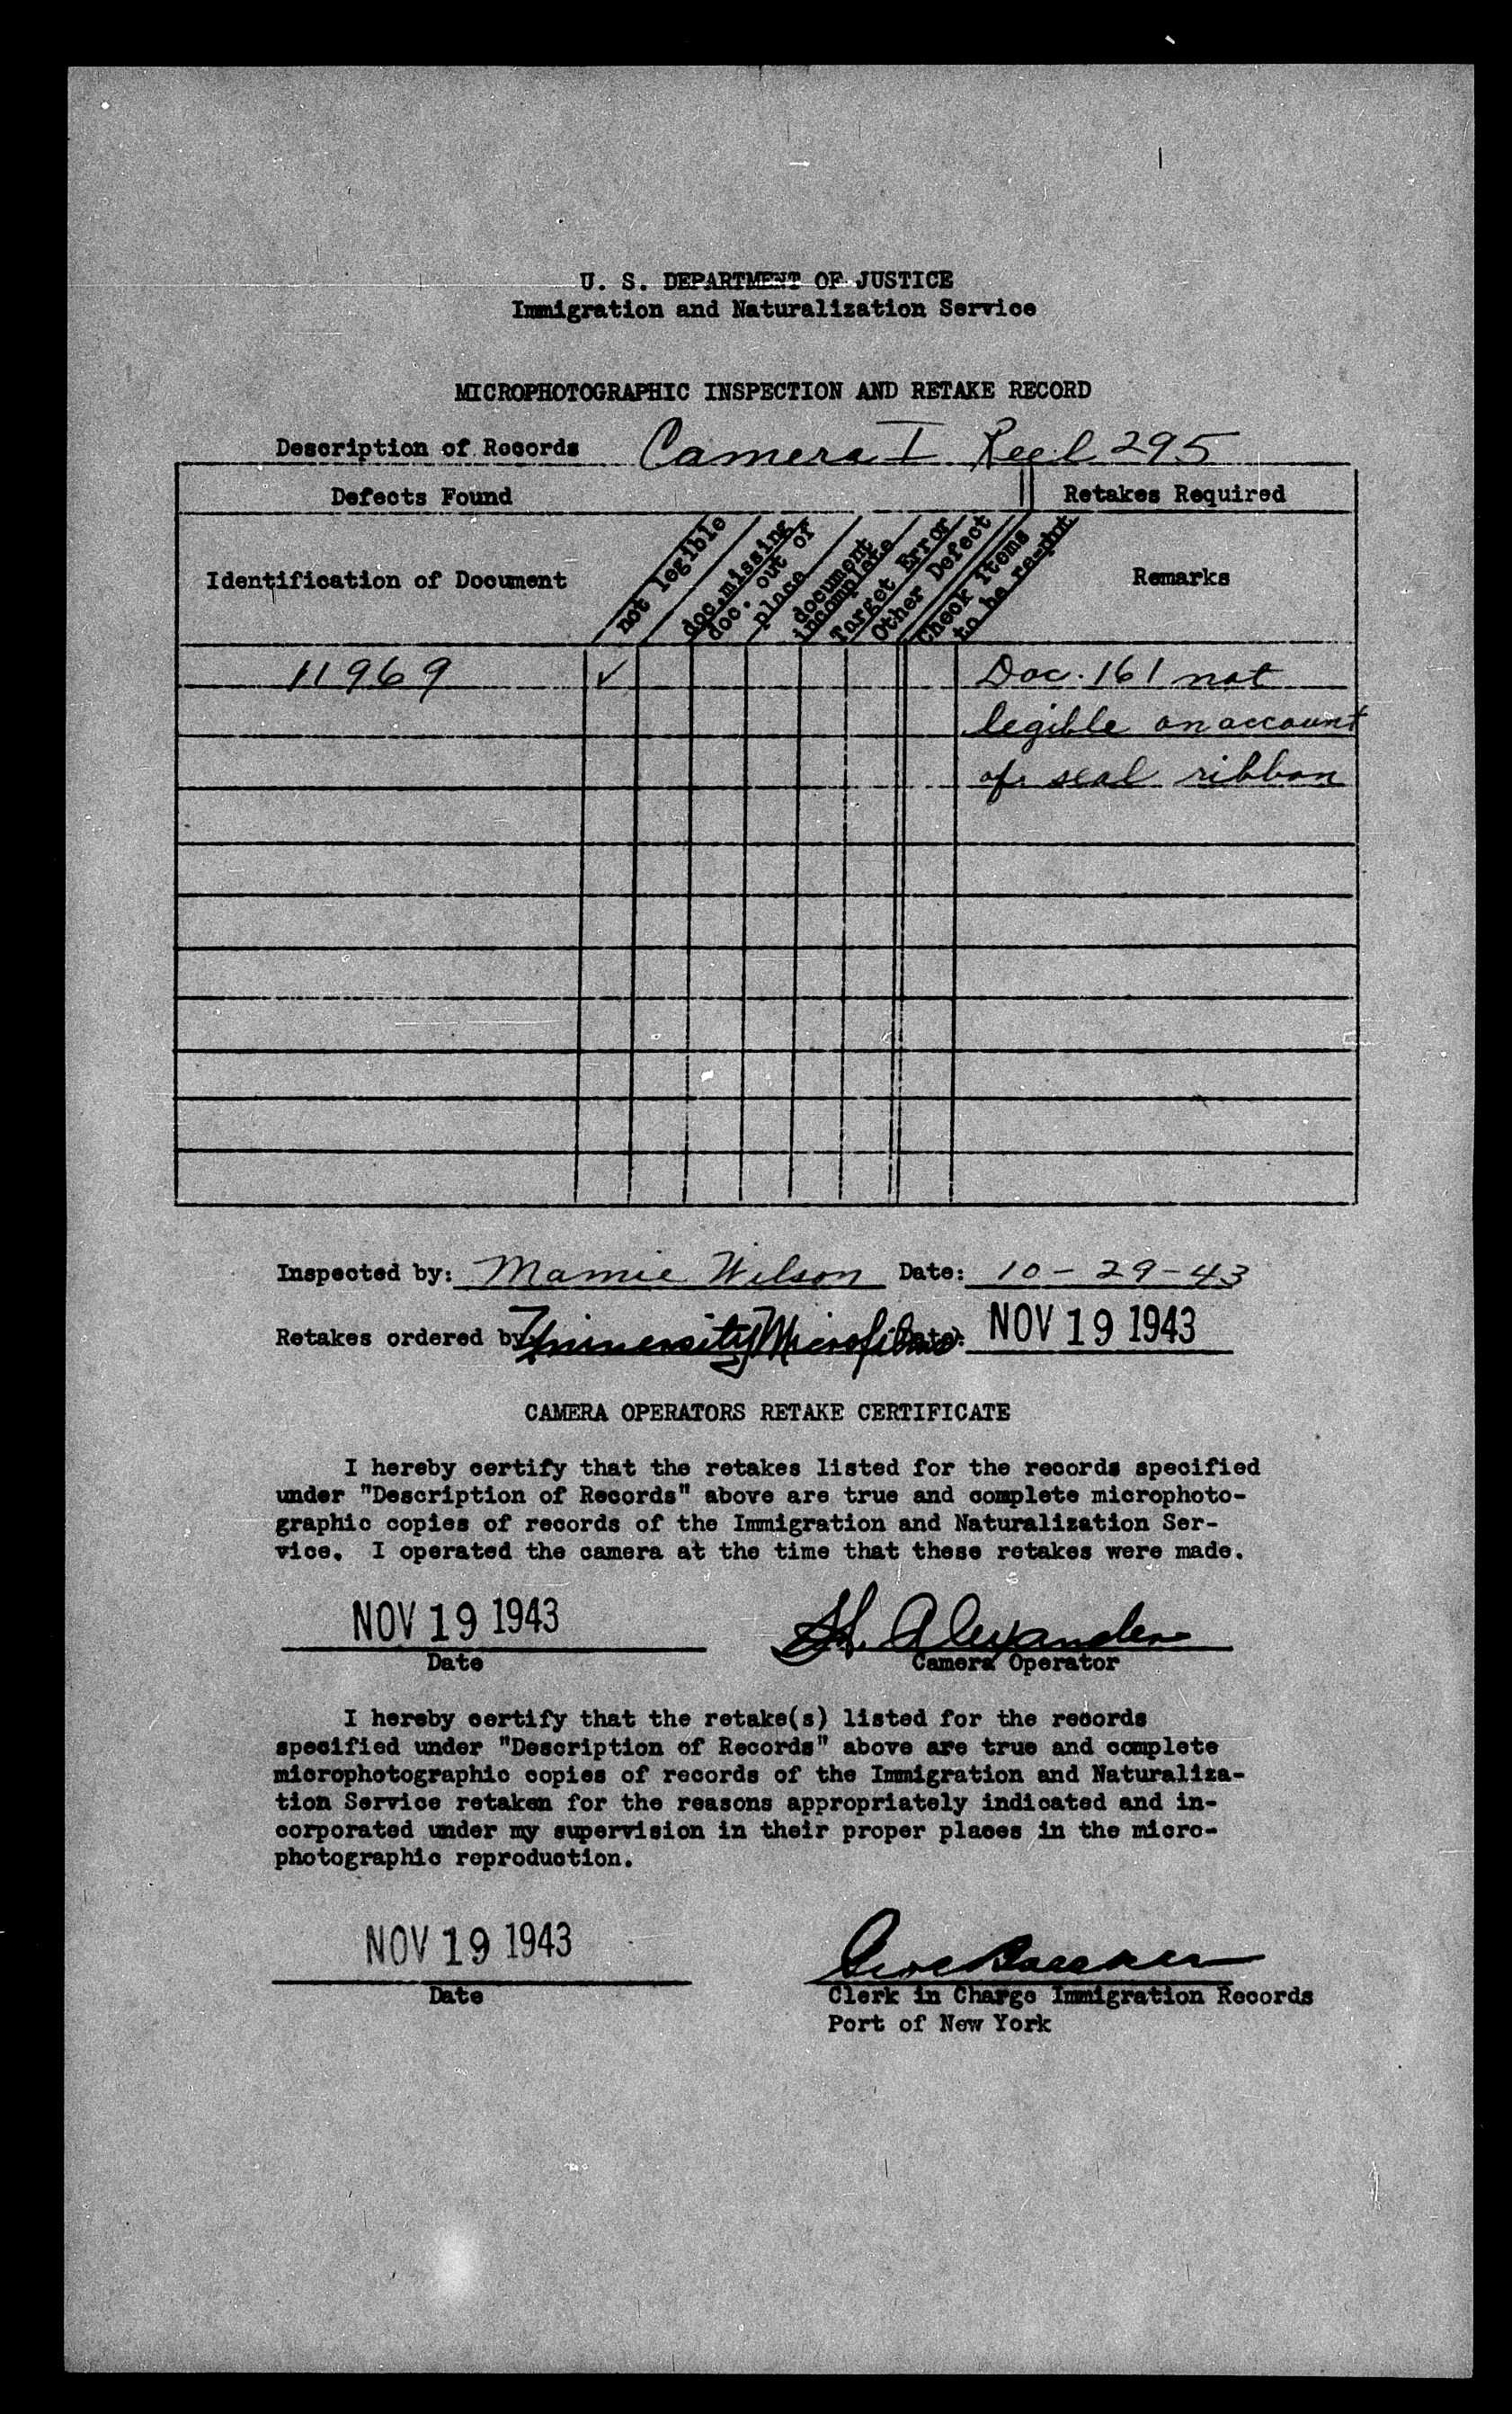 U. S. DEPARTMENT OF JUSTICE
Immigration and Naturalization Service
MICROPHOTOGRAPHIC INSPECTION AND RETAKE RECORD
Description of Records Camera I Reel 295
Defects Found Retakes Required
Identification of Document
not legible
doc. missing
doc. out of
place
document
incomplete
Target Error
Other Defect
Check items
to be re-phot
Remarks
11969 ✓ Doc. 161 not
legible on account
of seal ribbon
Inspected by: Mamie Wilson Date: 10-29-43
Retakes ordered by University Microfilms Date: NOV 19 1943
CAMERA OPERATORS RETAKE CERTIFICATE
I hereby certify that the retakes listed for the records specified
under "Description of Records" above are true and complete microphoto-
graphic copies of records of the Immigration and Naturalization Ser-
vice. I operated the camera at the time that these retakes were made.
NOV 19 1943 H. Alexander
Date Camera Operator
I hereby certify that the retake(s) listed for the records
specified under "Description of Records" above are true and complete
microphotographic copies of records of the Immigration and Naturaliza-
tion Service retaken for the reasons appropriately indicated and in-
corporated under my supervision in their proper places in the micro-
photographic reproduction.
NOV 19 1943
Date Clerk in Charge Immigration Records
Port of New York